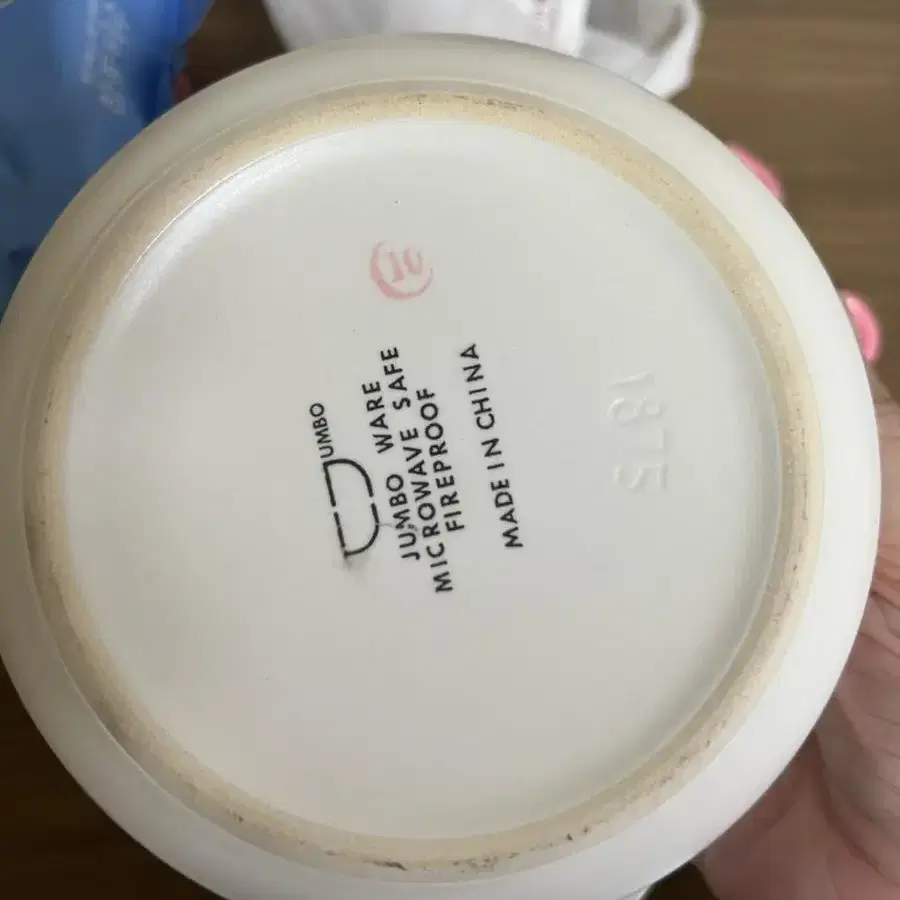 JUMBO
JUMBO WARE
MICROWAVE SAFE
FIREPROOF
MADE IN CHINA
1875